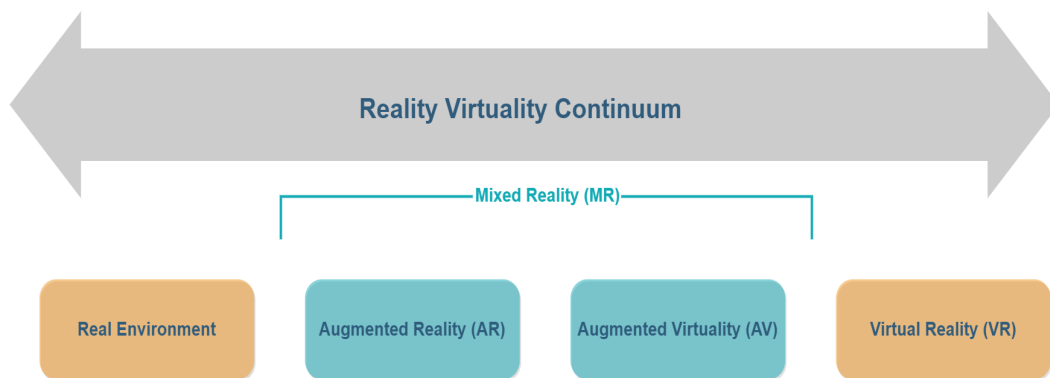 Reality Virtuality Continuum
Mixed Reality (MR)
Real Environment
Augmented Reality (AR)
Augmented Virtuality (AV)
Virtual Reality (VR)